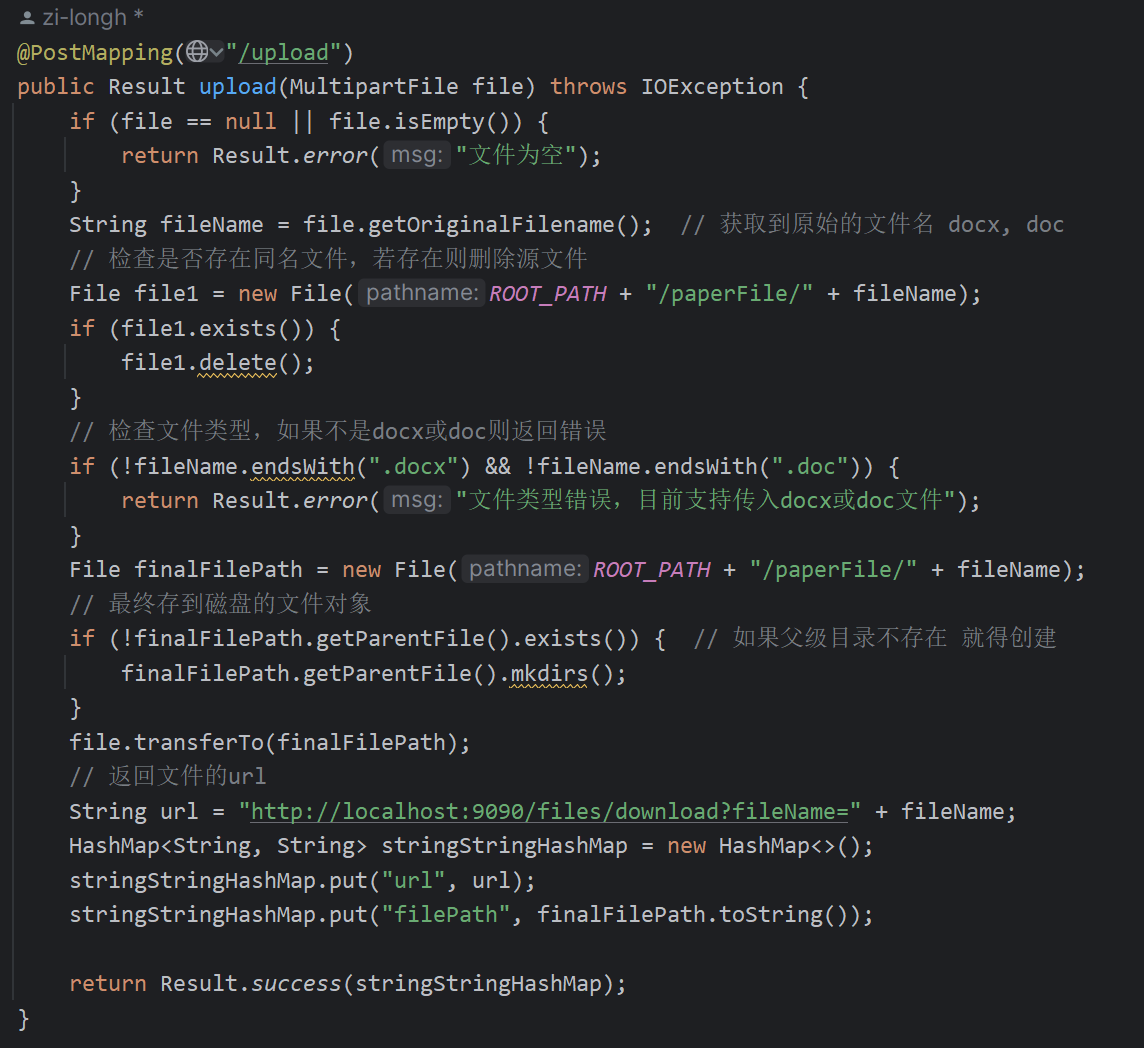 zi-longh *
@PostMapping("/upload")
public Result upload(MultipartFile file) throws IOException {
    if (file == null || file.isEmpty()) {
        return Result.error( msg: "文件为空");
    }
    String fileName = file.getOriginalFilename();  // 获取到原始的文件名 docx, doc
    // 检查是否存在同名文件，若存在则删除源文件
    File file1 = new File( pathname: ROOT_PATH + "/paperFile/" + fileName);
    if (file1.exists()) {
        file1.delete();
    }
    // 检查文件类型，如果不是docx或doc则返回错误
    if (!fileName.endsWith(".docx") && !fileName.endsWith(".doc")) {
        return Result.error( msg: "文件类型错误，目前支持传入docx或doc文件");
    }
    File finalFilePath = new File( pathname: ROOT_PATH + "/paperFile/" + fileName);
    // 最终存到磁盘的文件对象
    if (!finalFilePath.getParentFile().exists()) {  // 如果父级目录不存在 就得创建
        finalFilePath.getParentFile().mkdirs();
    }
    file.transferTo(finalFilePath);
    // 返回文件的url
    String url = "http://localhost:9090/files/download?fileName=" + fileName;
    HashMap<String, String> stringStringHashMap = new HashMap<>();
    stringStringHashMap.put("url", url);
    stringStringHashMap.put("filePath", finalFilePath.toString());

    return Result.success(stringStringHashMap);
}